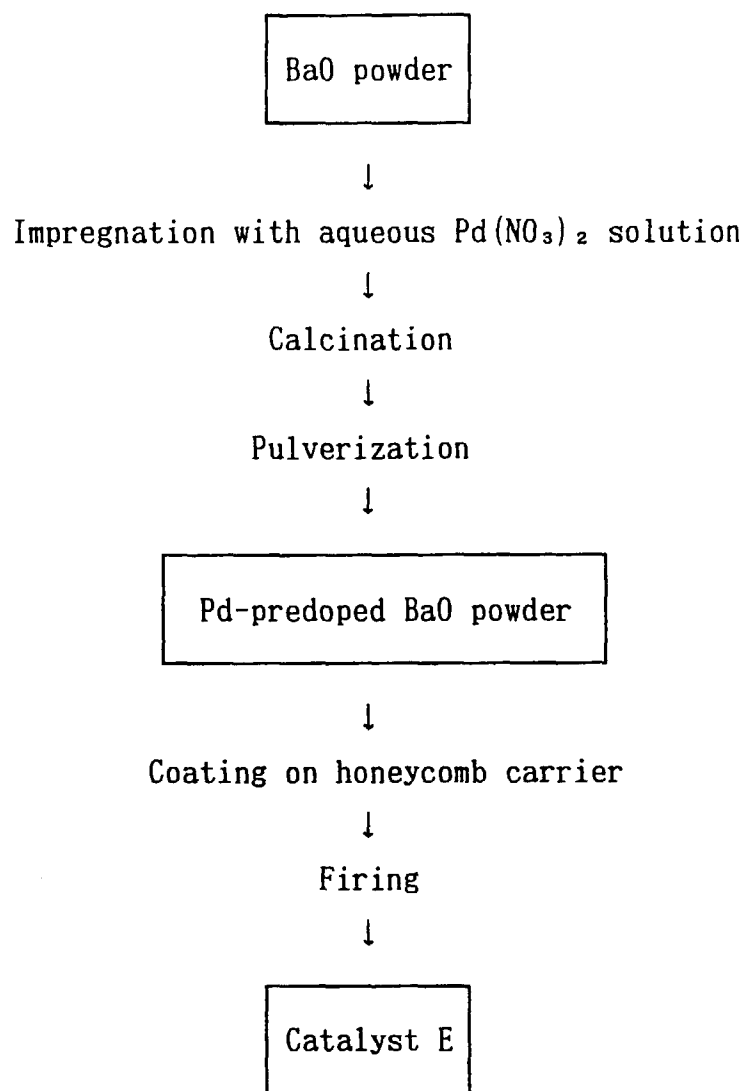 BaO powder
↓
Impregnation with aqueous Pd(NO₃)₂ solution
↓
Calcination
↓
Pulverization
↓
Pd-predoped BaO powder
↓
Coating on honeycomb carrier
↓
Firing
↓
Catalyst E